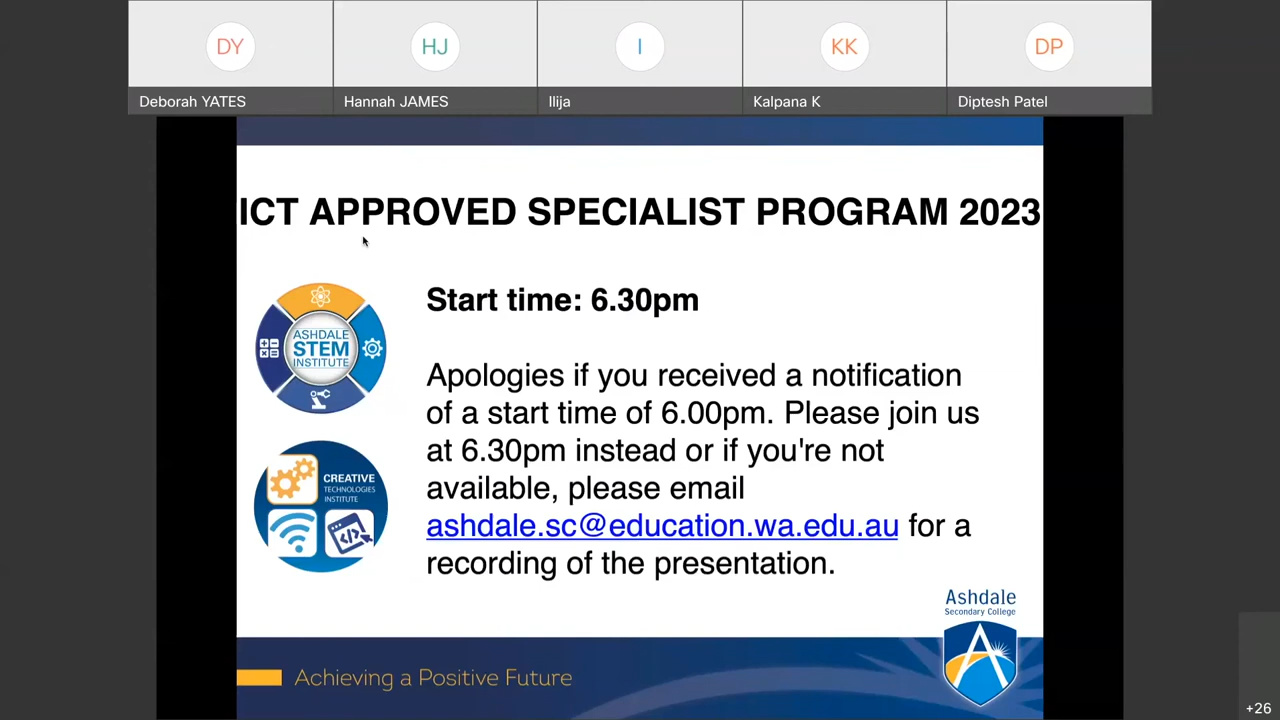 DY
HJ
I
KK
DP
Deborah YATES
Hannah JAMES
Ilija
Kalpana K
Diptesh Patel
ICT APPROVED SPECIALIST PROGRAM 2023
ASHDALE
STEM
INSTITUTE
Start time: 6.30pm
Apologies if you received a notification
of a start time of 6.00pm. Please join us
at 6.30pm instead or if you're not
available, please email
ashdale.sc@education.wa.edu.au for a
recording of the presentation.
CREATIVE
TECHNOLOGIES
INSTITUTE
</>
Ashdale
Secondary College
Achieving a Positive Future
+26